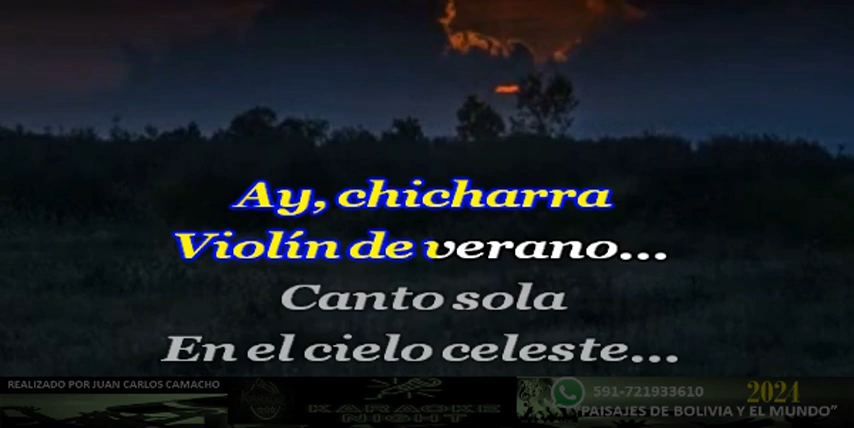 Ay, chicharra
Violín de verano...
Canto sola
En el cielo celeste...
REALIZADO POR JUAN CARLOS CAMACHO
KARAOKE
NIGHT
591-721933610
2024
PAISAJES DE BOLIVIA Y EL MUNDO”